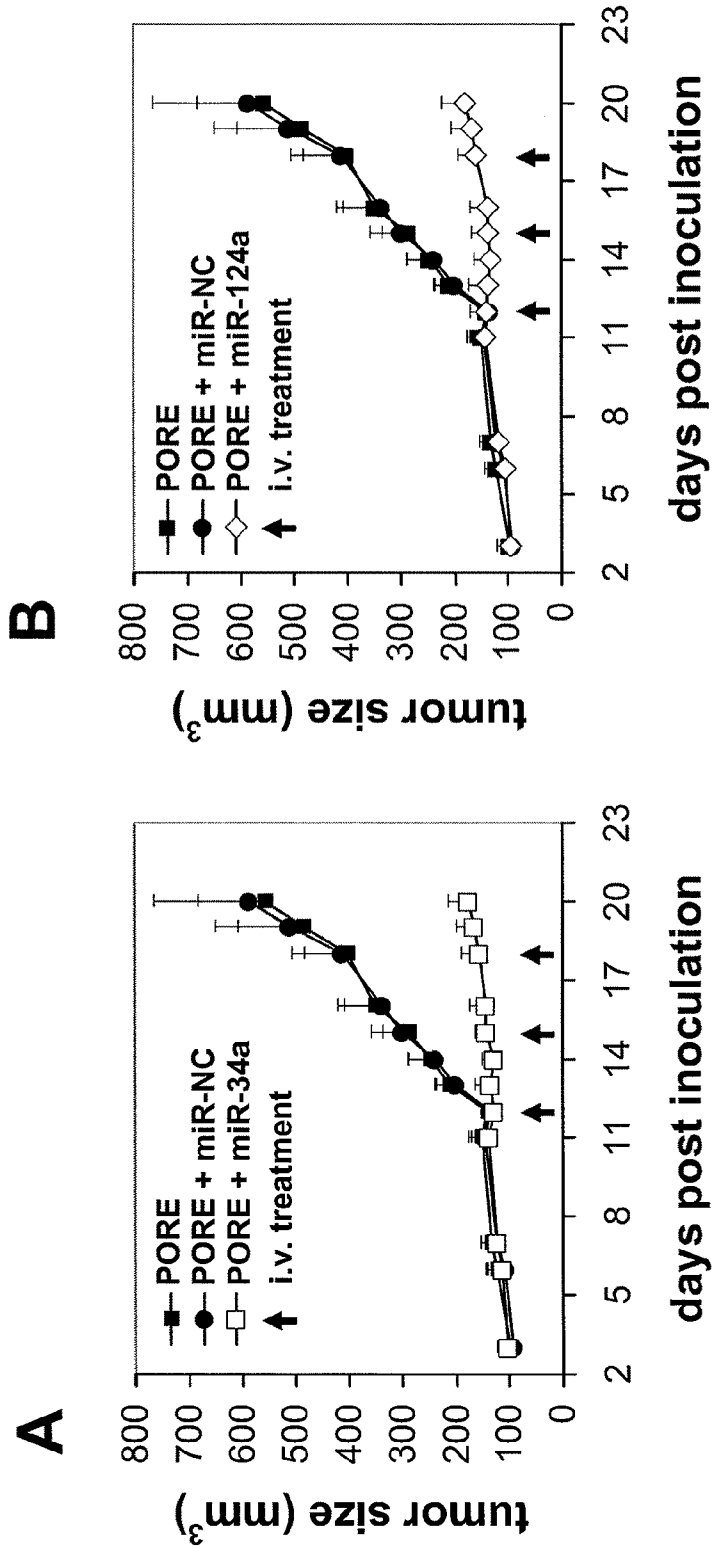 A
tumor size (mm3)
800
700
600
500
400
300
200
100
0
PORE
PORE + miR-NC
PORE + miR-34a
i.v. treatment
2 5 8 11 14 17 20 23
days post inoculation
B
tumor size (mm3)
800
700
600
500
400
300
200
100
0
PORE
PORE + miR-NC
PORE + miR-124a
i.v. treatment
2 5 8 11 14 17 20 23
days post inoculation